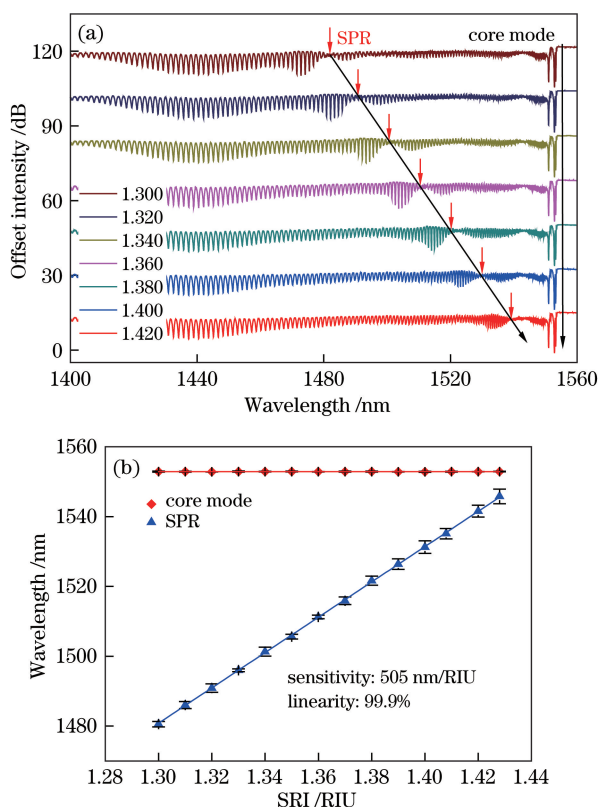 (a)
SPR
core mode
120
90
60
30
0
Offset intensity /dB
1.300
1.320
1.340
1.360
1.380
1.400
1.420
1400 1440 1480 1520 1560
Wavelength /nm
(b)
1560
1540
1520
1500
1480
Wavelength /nm
core mode
SPR
sensitivity: 505 nm/RIU
linearity: 99.9%
1.28 1.30 1.32 1.34 1.36 1.38 1.40 1.42 1.44
SRI /RIU